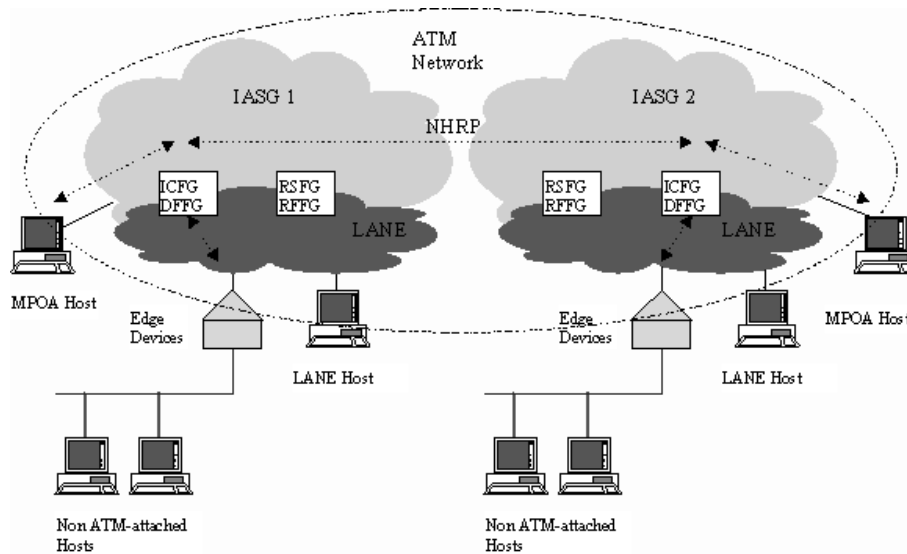 ATM
Network
IASG 1
IASG 2
NHRP
ICFG
DFFG
RSFG
RFFG
RSFG
RFFG
ICFG
DFFG
LANE
LANE
MPOA Host
MPOA Host
Edge
Devices
Edge
Devices
LANE Host
LANE Host
Non ATM-attached
Hosts
Non ATM-attached
Hosts